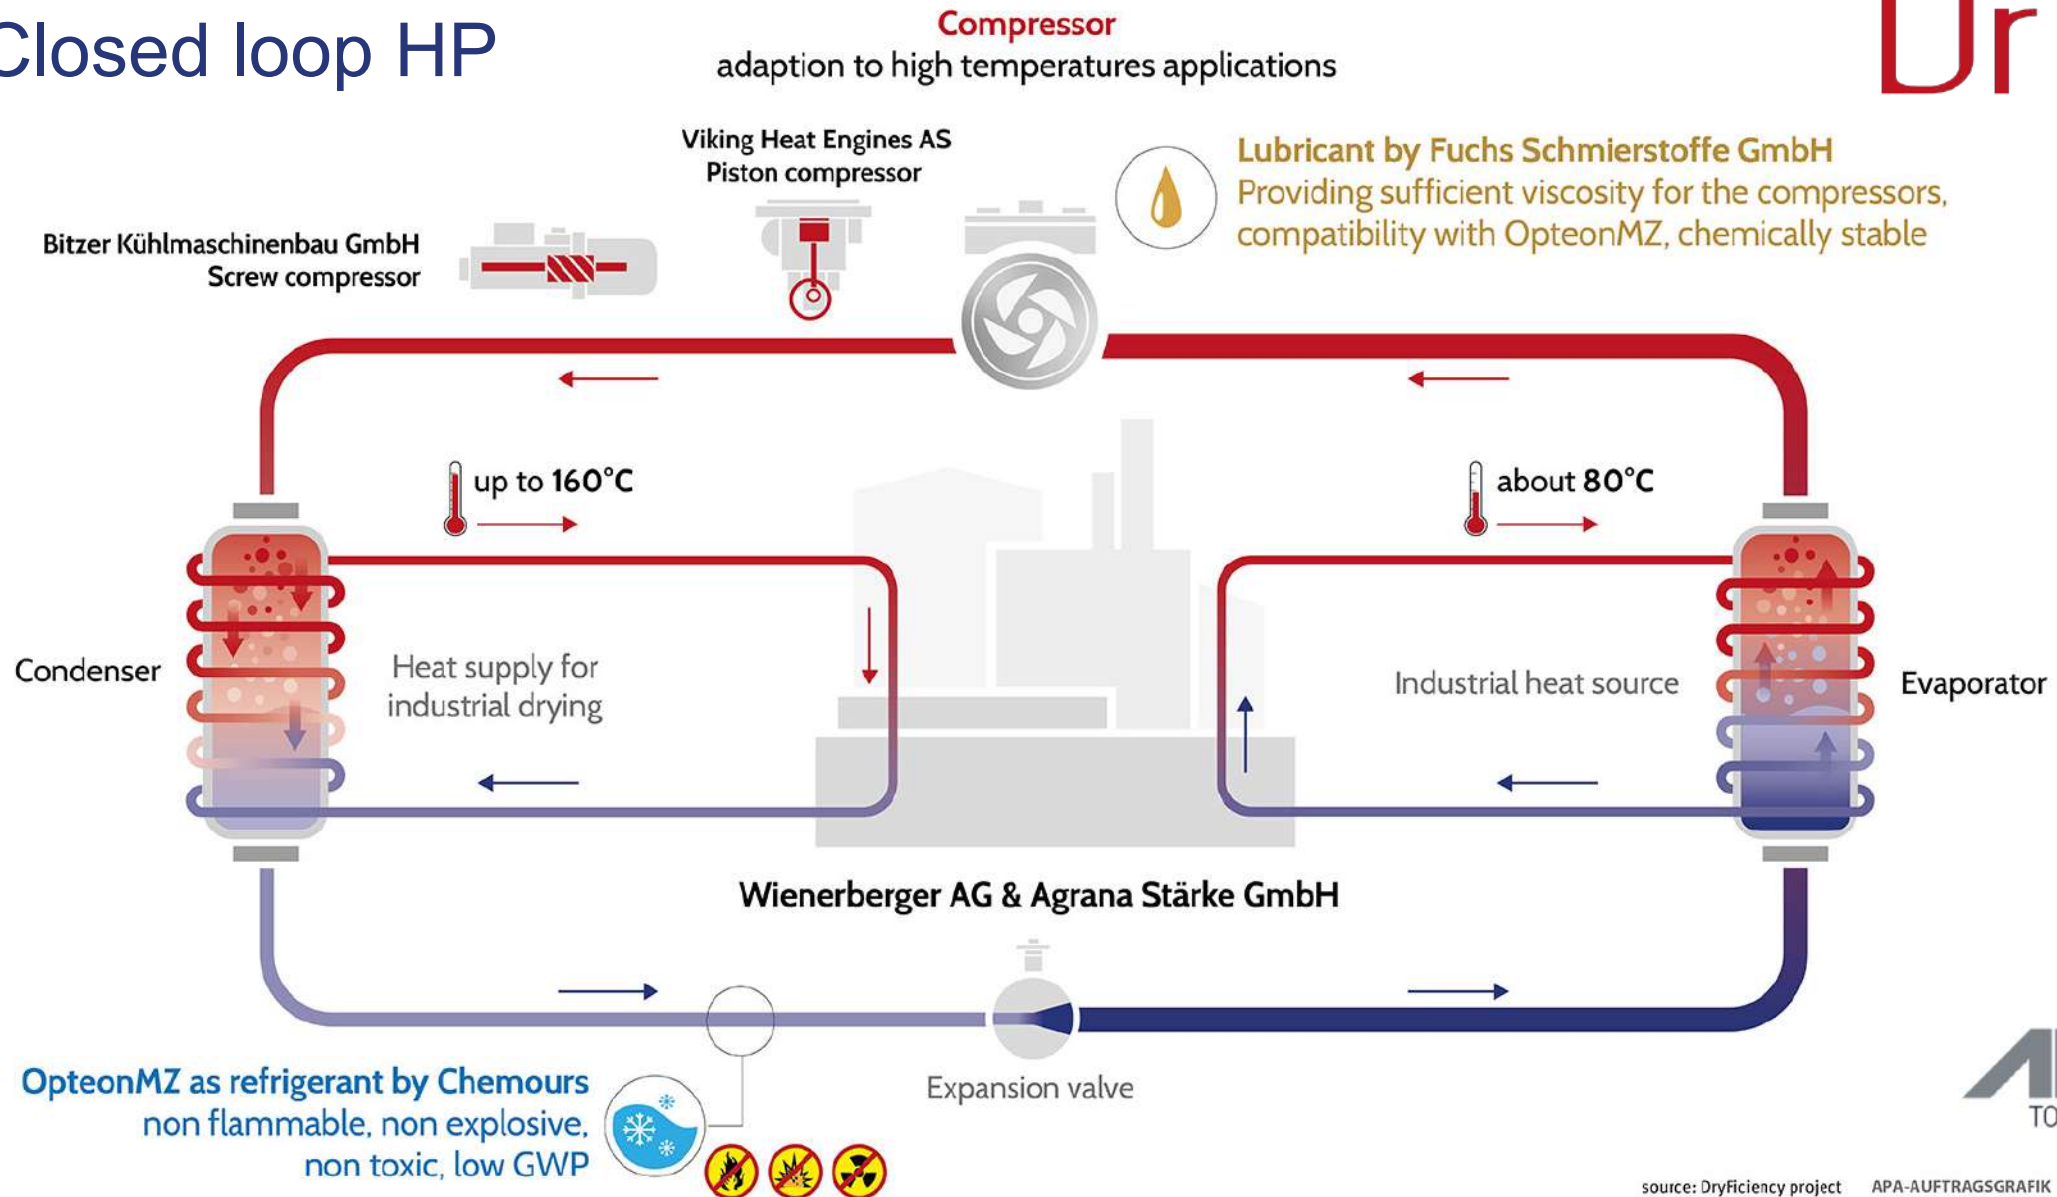 Closed loop HP
Compressor
adaption to high temperatures applications
Viking Heat Engines AS
Piston compressor
Lubricant by Fuchs Schmierstoffe GmbH
Providing sufficient viscosity for the compressors,
compatibility with OpteonMZ, chemically stable
Bitzer Kühlmaschinenbau GmbH
Screw compressor
up to 160°C
about 80°C
Condenser
Heat supply for
industrial drying
Industrial heat source
Evaporator
Wienerberger AG & Agrana Stärke GmbH
Expansion valve
OpteonMZ as refrigerant by Chemours
non flammable, non explosive,
non toxic, low GWP
source: DryFiciency project APA-AUFTRAGSGRAFIK